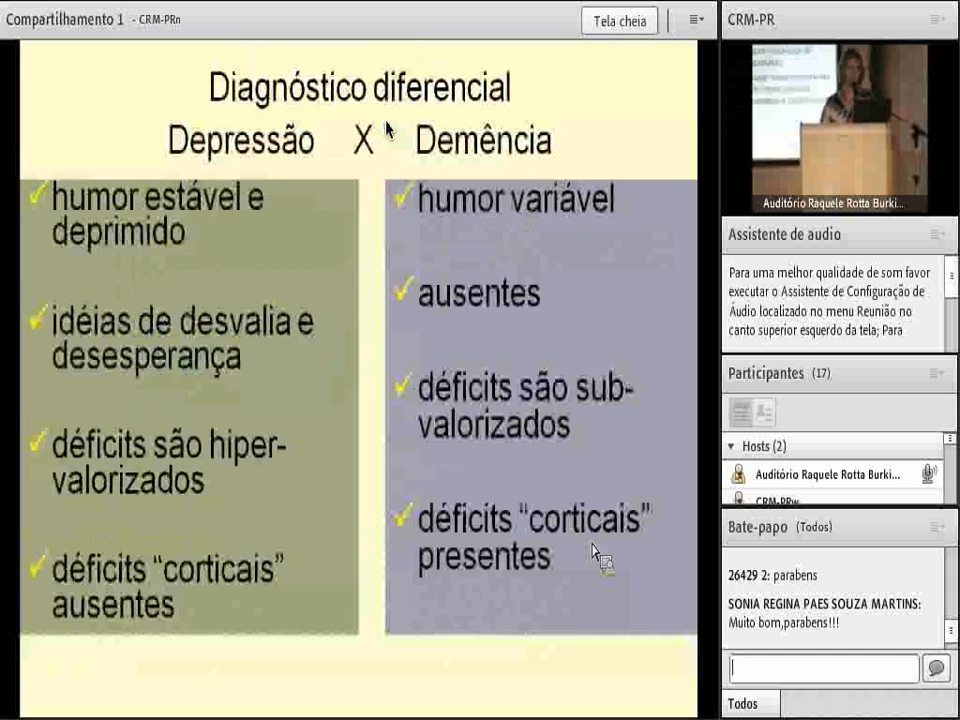 Compartilhamento 1 - CRM-PRn
Tela cheia
Diagnóstico diferencial
Depressão X Demência
humor estável e
deprimido
idéias de desvalia e
desesperança
déficits são hiper-
valorizados
déficits “corticais”
ausentes
humor variável
ausentes
déficits são sub-
valorizados
déficits “corticais”
presentes
CRM-PR
Auditório Raquele Rotta Burki...
Assistente de audio
Para uma melhor qualidade de som favor
executar o Assistente de Configuração de
Áudio localizado no menu Reunião no
canto superior esquerdo da tela; Para
Participantes (17)
Hosts (2)
Auditório Raquele Rotta Burki...
CRM-PRw
Bate-papo (Todos)
26429 2: parabens
SONIA REGINA PAES SOUZA MARTINS:
Muito bom,parabens!!!
Todos